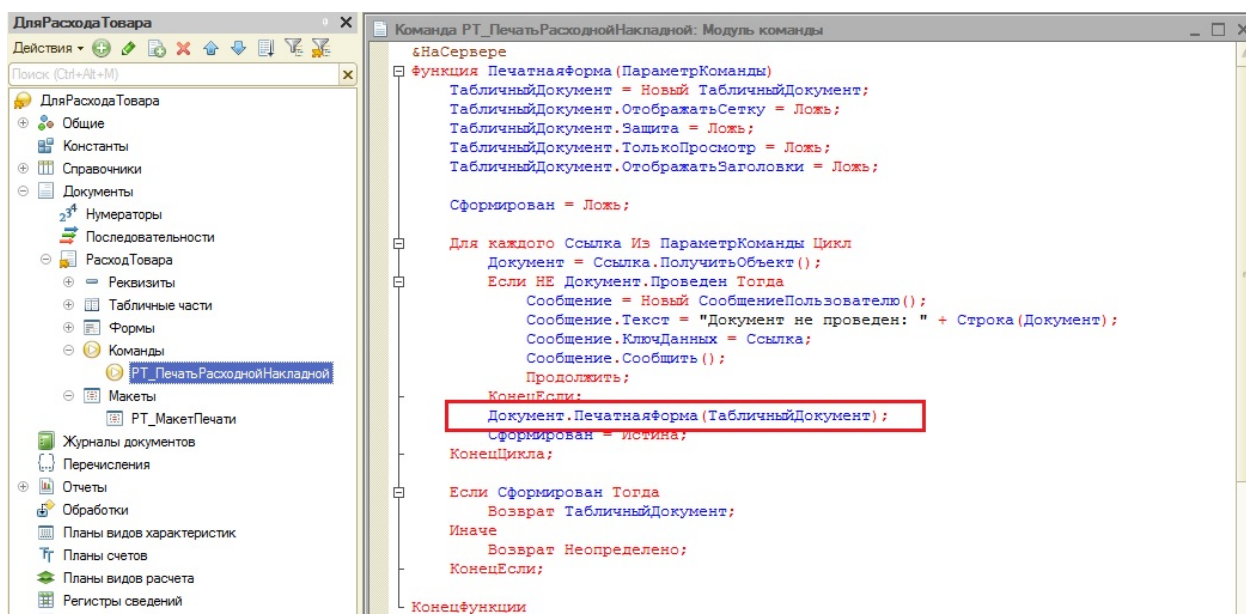 ДляРасходаТовара
Действия
Поиск (Ctrl+Alt+M)
ДляРасходаТовара
Общие
Константы
Справочники
Документы
Нумераторы
Последовательности
РасходТовара
Реквизиты
Табличные части
Формы
Команды
РТ_ПечатьРасходнойНакладной
Макеты
РТ_МакетПечати
Журналы документов
Перечисления
Отчеты
Обработки
Планы видов характеристик
Планы счетов
Планы видов расчета
Регистры сведений
Команда РТ_ПечатьРасходнойНакладной: Модуль команды
&НаСервере
Функция ПечатнаяФорма(ПараметрКоманды)
ТабличныйДокумент = Новый ТабличныйДокумент;
ТабличныйДокумент.ОтображатьСетку = Ложь;
ТабличныйДокумент.Защита = Ложь;
ТабличныйДокумент.ТолькоПросмотр = Ложь;
ТабличныйДокумент.ОтображатьЗаголовки = Ложь;
Сформирован = Ложь;
Для каждого Ссылка Из ПараметрКоманды Цикл
Документ = Ссылка.ПолучитьОбъект();
Если НЕ Документ.Проведен Тогда
Сообщение = Новый СообщениеПользователю();
Сообщение.Текст = "Документ не проведен: " + Строка(Документ);
Сообщение.КлючДанных = Ссылка;
Сообщение.Сообщить();
Продолжить;
КонецЕсли;
Документ.ПечатнаяФорма(ТабличныйДокумент);
Сформирован = Истина;
КонецЦикла;
Если Сформирован Тогда
Возврат ТабличныйДокумент;
Иначе
Возврат Неопределено;
КонецЕсли;
КонецФункции